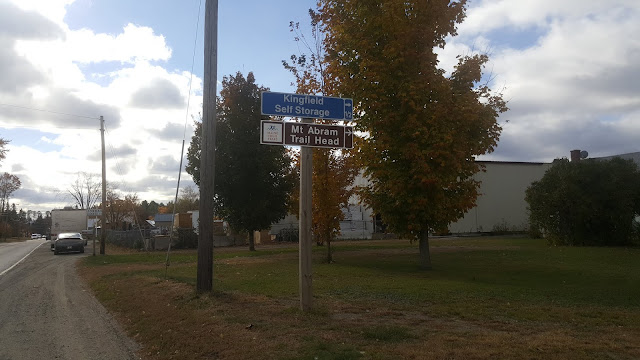 Kingfield
Self Storage
Mt Abram
Trail Head